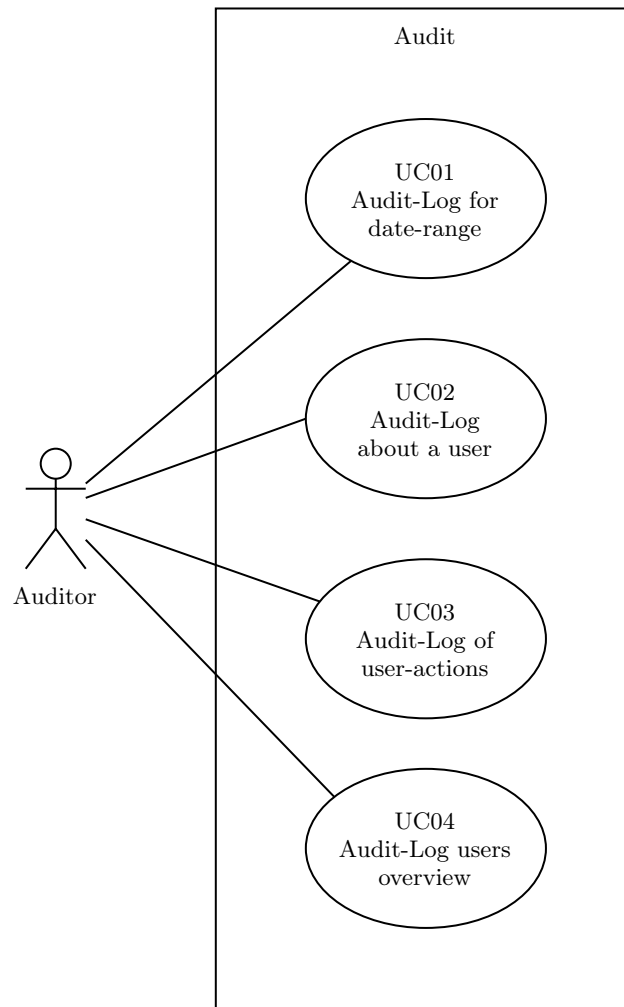 Audit
UC01
Audit-Log for
date-range
UC02
Audit-Log
about a user
Auditor
UC03
Audit-Log of
user-actions
UC04
Audit-Log users
overview